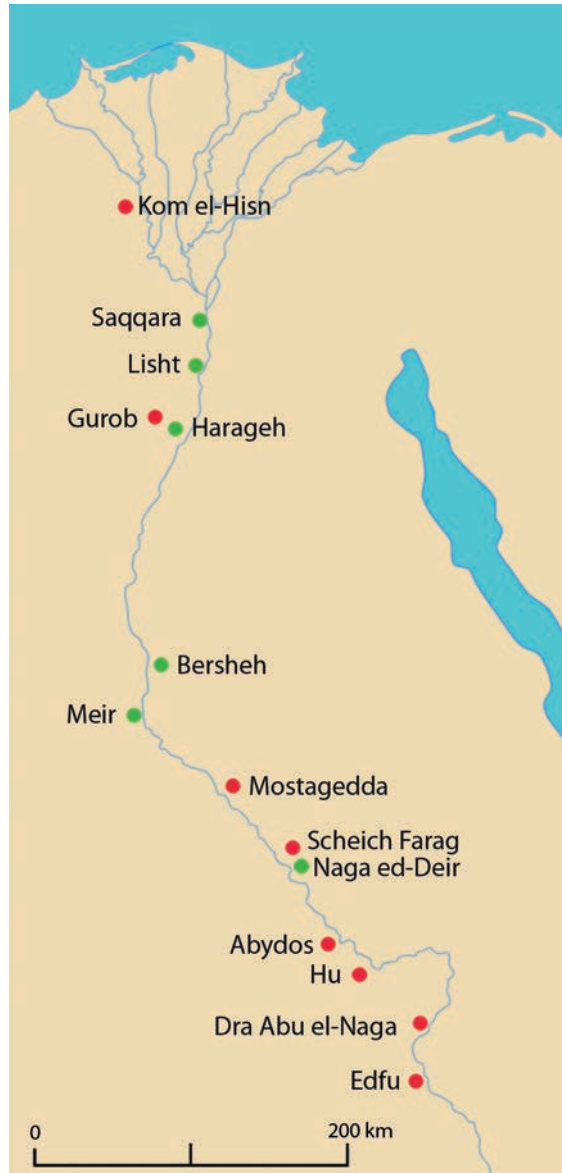 Kom el-Hisn
Saqqara
Lisht
Gurob
Harageh
Bersheh
Meir
Mostagedda
Scheich Farag
Naga ed-Deir
Abydos
Hu
Dra Abu el-Naga
Edfu
0
200 km